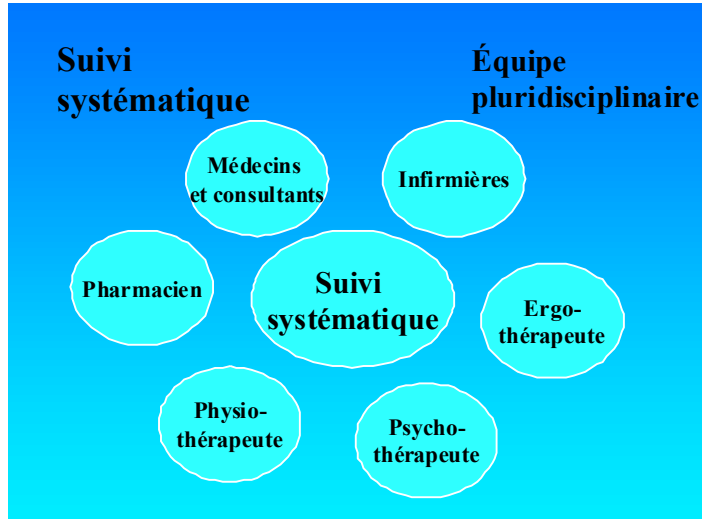 Suivi
systématique
Équipe
pluridisciplinaire
Médecins
et consultants
Infirmières
Pharmacien
Suivi
systématique
Ergo-
thérapeute
Physio-
thérapeute
Psycho-
thérapeute